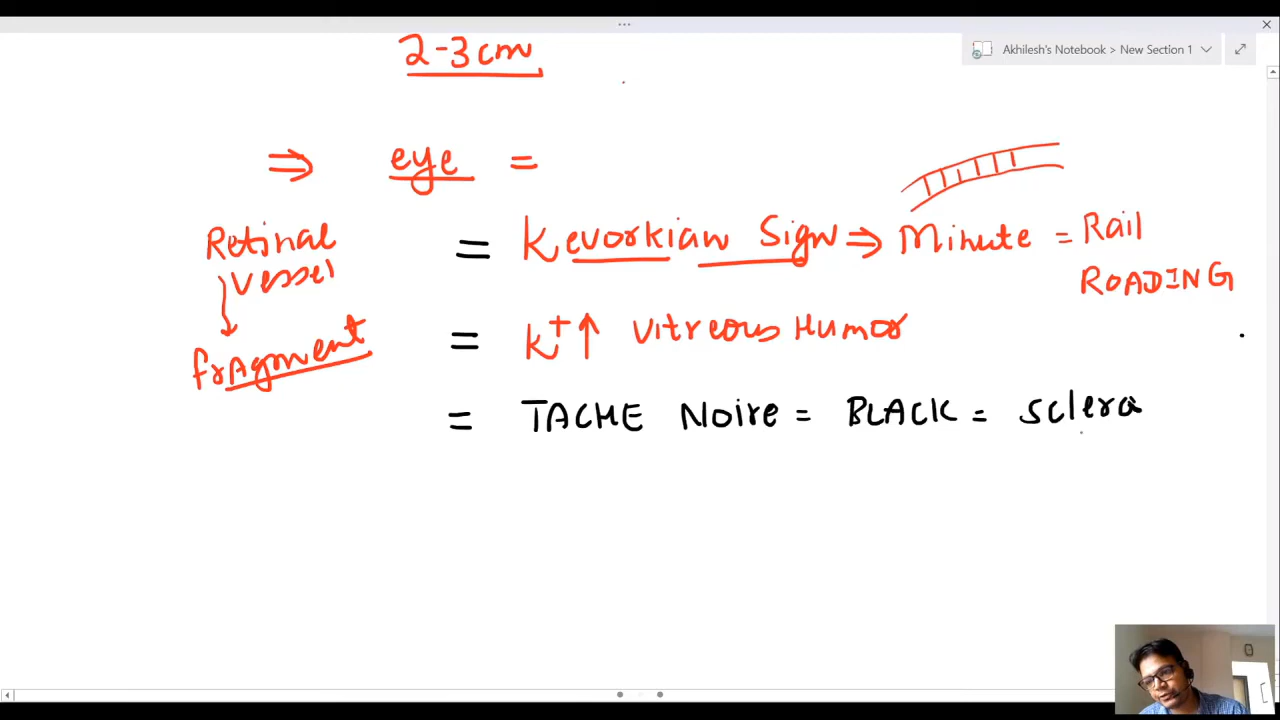 2-3cm
Akhilesh's Notebook > New Section 1
⇒ eye =
Retinal vessel ↓ fragment
= Kevorkian Sign ⇒ Minute = Rail ROADING
= K+↑ Vitreous Humor
= TACHE Noire = BLACK = sclera